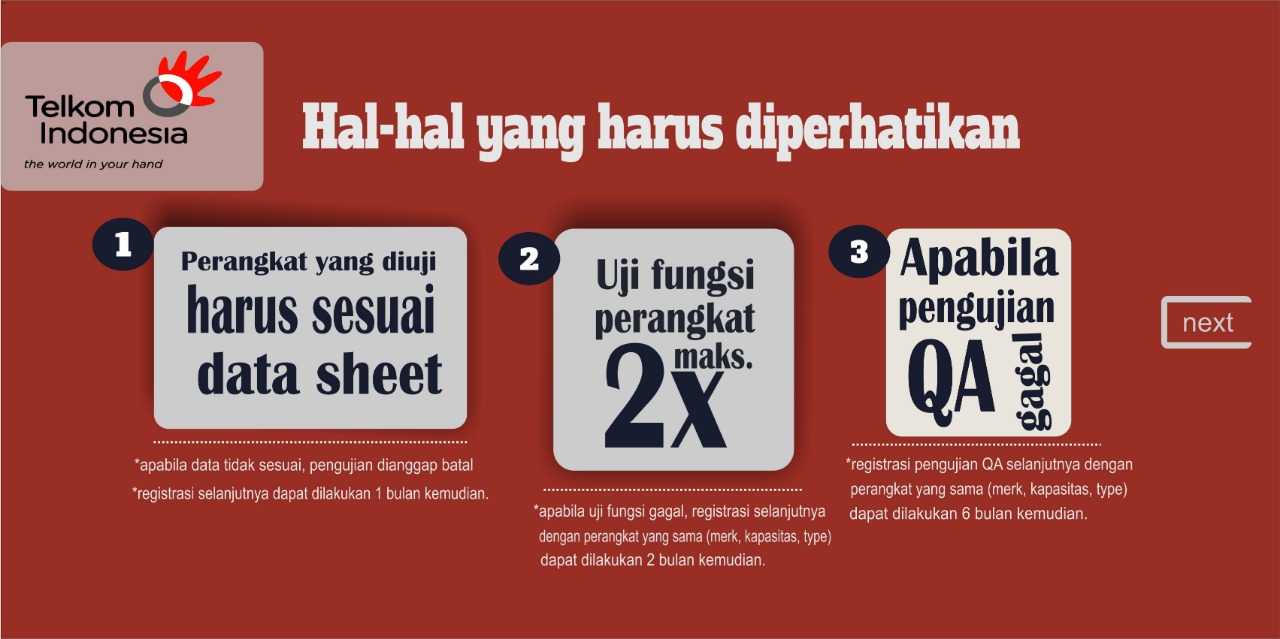 Telkom
Indonesia
the world in your hand
Hal-hal yang harus diperhatikan
1
Perangkat yang diuji
harus sesuai
data sheet
*apabila data tidak sesuai, pengujian dianggap batal
*registrasi selanjutnya dapat dilakukan 1 bulan kemudian.
2
Uji fungsi
perangkat
maks.
2x
*apabila uji fungsi gagal, registrasi selanjutnya
dengan perangkat yang sama (merk, kapasitas, type)
dapat dilakukan 2 bulan kemudian.
3
Apabila
pengujian
QA
gagal
*registrasi pengujian QA selanjutnya dengan
perangkat yang sama (merk, kapasitas, type)
dapat dilakukan 6 bulan kemudian.
next